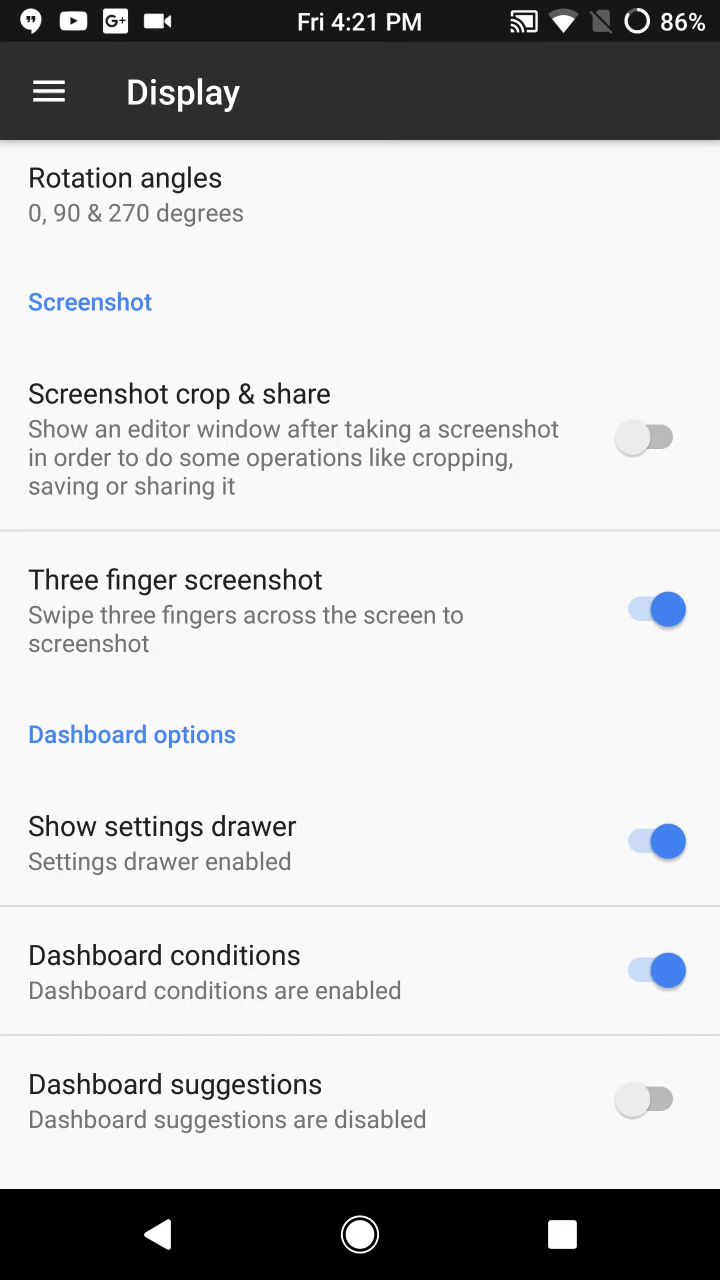 Fri 4:21 PM
86%
Display
Rotation angles
0, 90 & 270 degrees
Screenshot
Screenshot crop & share
Show an editor window after taking a screenshot
in order to do some operations like cropping,
saving or sharing it
Three finger screenshot
Swipe three fingers across the screen to
screenshot
Dashboard options
Show settings drawer
Settings drawer enabled
Dashboard conditions
Dashboard conditions are enabled
Dashboard suggestions
Dashboard suggestions are disabled